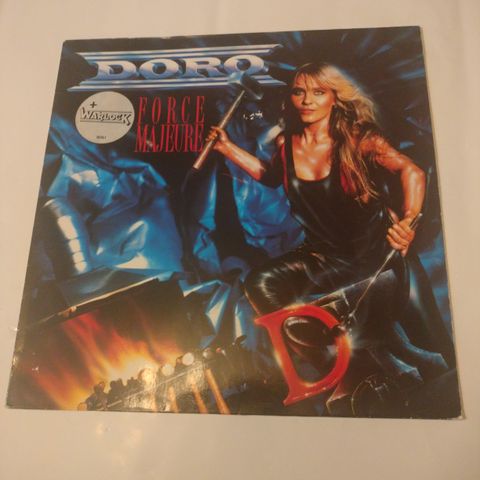 DORO
+
WARLOCK
FORCE
MAJEURE
D